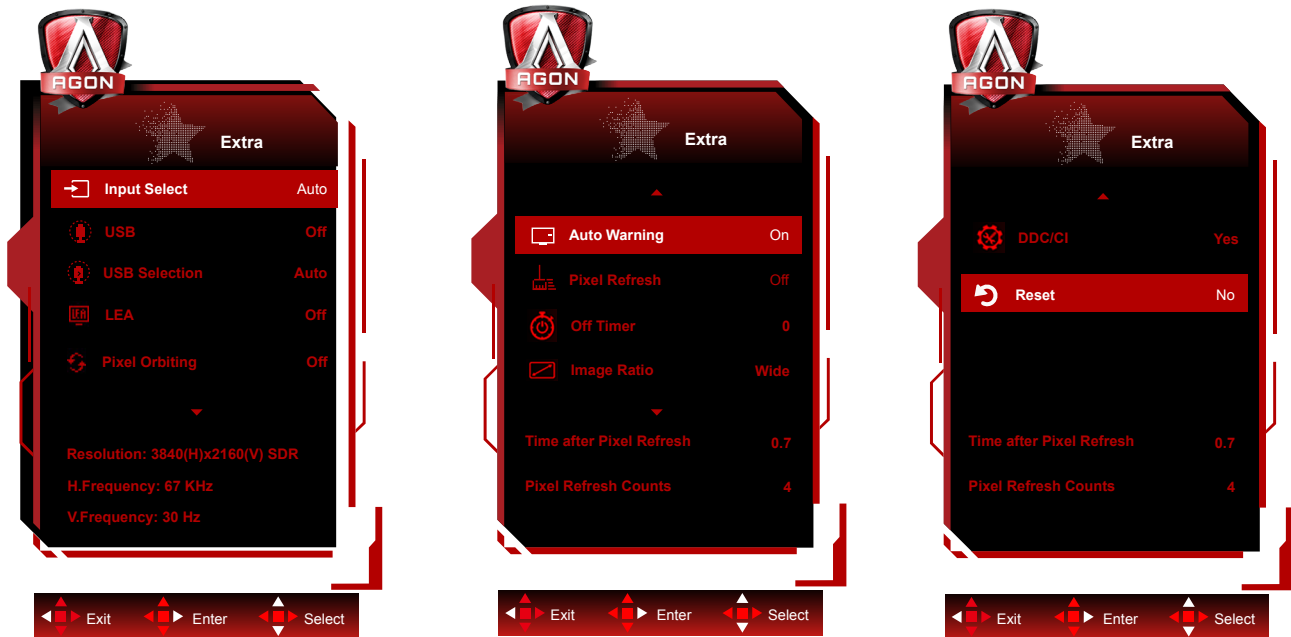 AGON
Extra
Input Select Auto
USB Off
USB Selection Auto
LEA Off
Pixel Orbiting Off
Resolution: 3840(H)x2160(V) SDR
H.Frequency: 67 KHz
V.Frequency: 30 Hz
Exit Enter Select
AGON
Extra
Auto Warning On
Pixel Refresh Off
Off Timer 0
Image Ratio Wide
Time after Pixel Refresh 0.7
Pixel Refresh Counts 4
Exit Enter Select
AGON
Extra
DDC/CI Yes
Reset No
Time after Pixel Refresh 0.7
Pixel Refresh Counts 4
Exit Enter Select